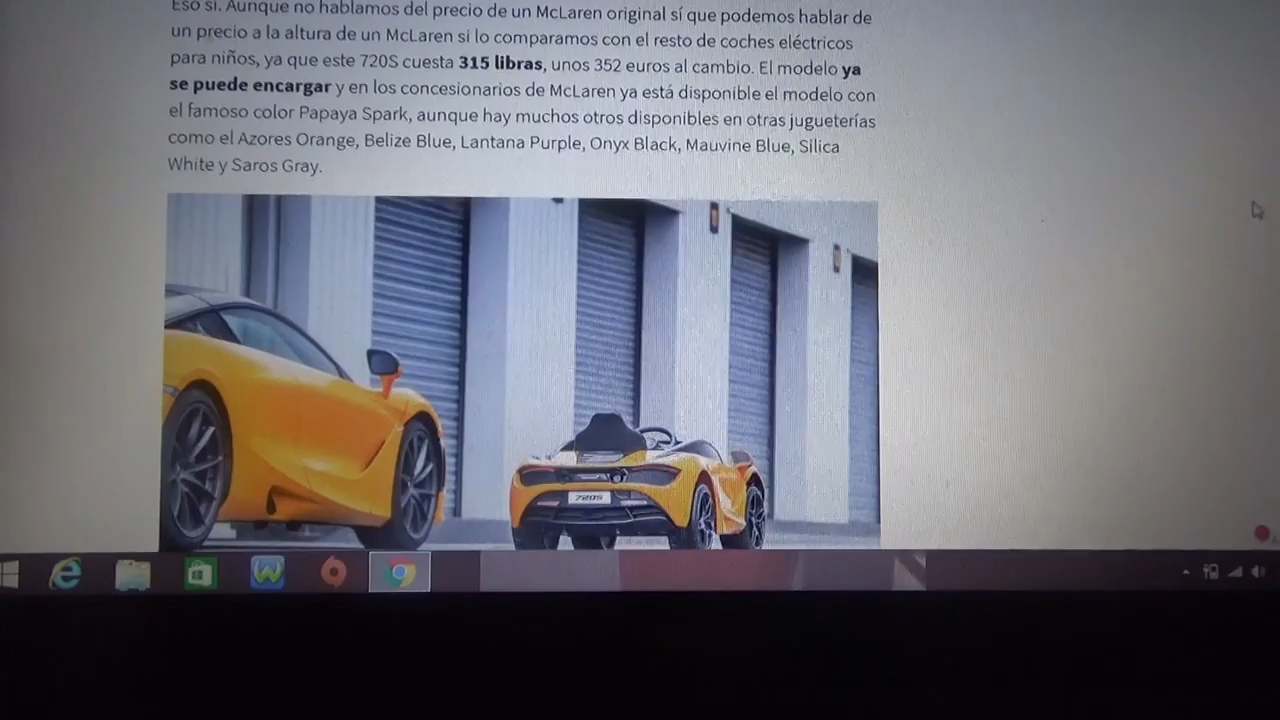 Eso sí. Aunque no hablamos del precio de un McLaren original sí que podemos hablar de
un precio a la altura de un McLaren si lo comparamos con el resto de coches eléctricos
para niños, ya que este 720S cuesta 315 libras, unos 352 euros al cambio. El modelo ya
se puede encargar y en los concesionarios de McLaren ya está disponible el modelo con
el famoso color Papaya Spark, aunque hay muchos otros disponibles en otras jugueterías
como el Azores Orange, Belize Blue, Lantana Purple, Onyx Black, Mauvine Blue, Silica
White y Saros Gray.
720S